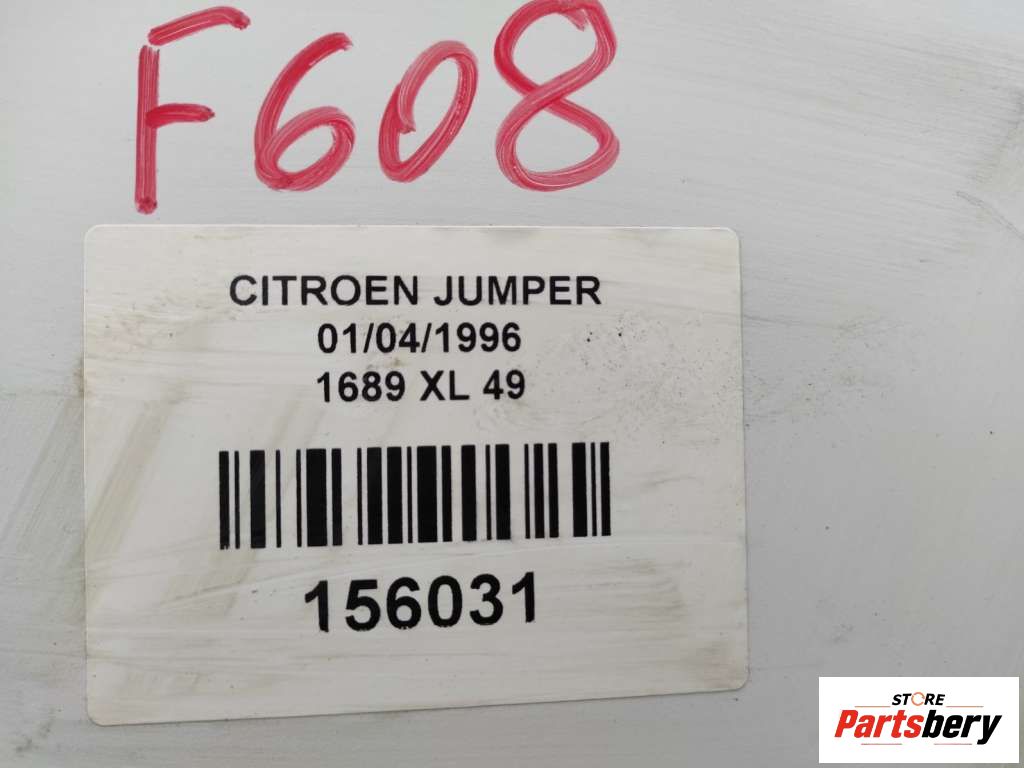 F608
CITROEN JUMPER
01/04/1996
1689 XL 49
156031
STORE
Partsbery